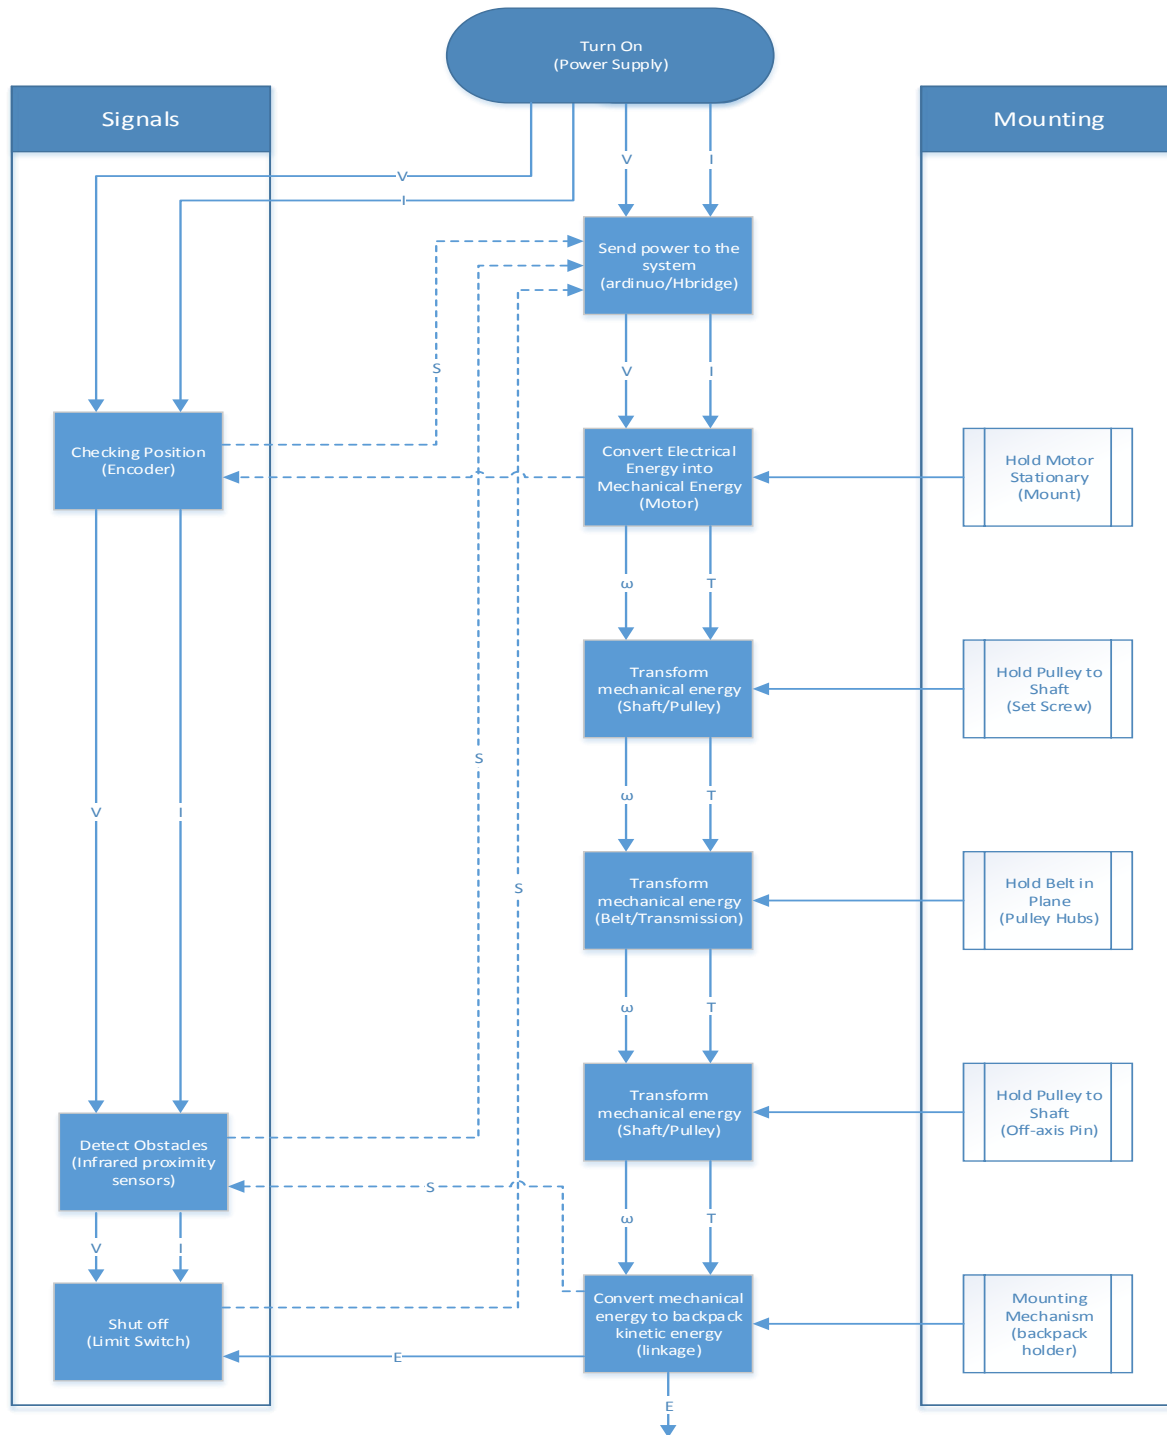 Turn On
(Power Supply)
Signals
Mounting
V
I
V
I
Send power to the
system
(ardinuo/Hbridge)
S
V
I
Checking Position
(Encoder)
Convert Electrical
Energy into
Mechanical Energy
(Motor)
Hold Motor
Stationary
(Mount)
ω
T
Transform
mechanical energy
(Shaft/Pulley)
Hold Pulley to
Shaft
(Set Screw)
S
V
I
ω
T
Transform
mechanical energy
(Belt/Transmission)
Hold Belt in
Plane
(Pulley Hubs)
S
ω
T
Transform
mechanical energy
(Shaft/Pulley)
Hold Pulley to
Shaft
(Off-axis Pin)
Detect Obstacles
(Infrared proximity
sensors)
S
ω
T
V
I
Shut off
(Limit Switch)
Convert mechanical
energy to backpack
kinetic energy
(linkage)
Mounting
Mechanism
(backpack
holder)
E
E